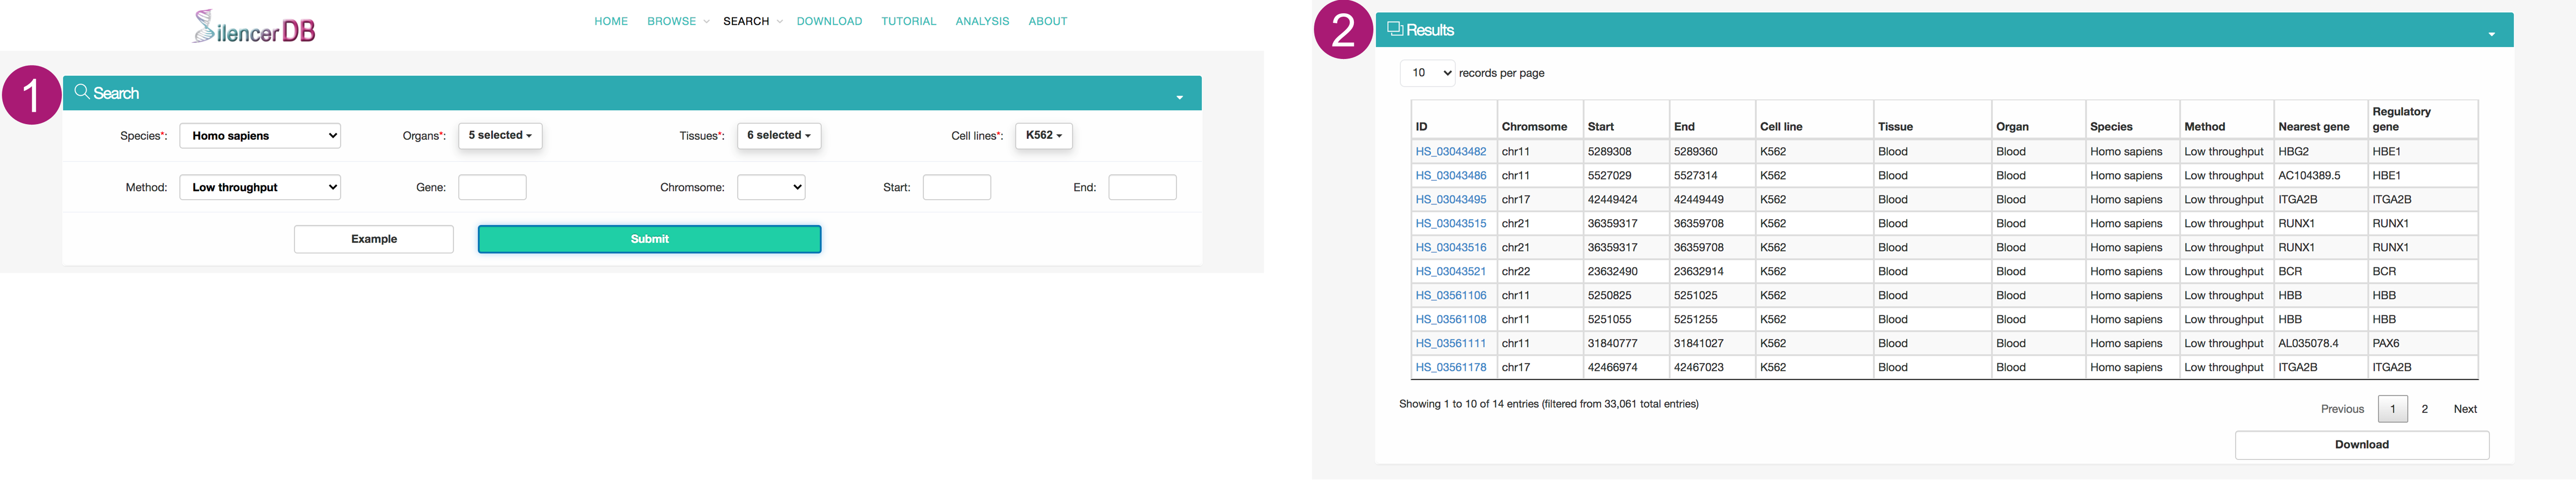 SilencerDB
HOME BROWSE SEARCH DOWNLOAD TUTORIAL ANALYSIS ABOUT
1
Search
Species*: Homo sapiens Organs*: 5 selected Tissues*: 6 selected Cell lines*: K562
Method: Low throughput Gene: Chromsome: Start: End:
Example Submit
2
Results
10 records per page
ID Chromsome Start End Cell line Tissue Organ Species Method Nearest gene Regulatory gene
HS_03043482 chr11 5289308 5289360 K562 Blood Blood Homo sapiens Low throughput HBG2 HBE1
HS_03043486 chr11 5527029 5527314 K562 Blood Blood Homo sapiens Low throughput AC104389.5 HBE1
HS_03043495 chr17 42449424 42449449 K562 Blood Blood Homo sapiens Low throughput ITGA2B ITGA2B
HS_03043515 chr21 36359317 36359708 K562 Blood Blood Homo sapiens Low throughput RUNX1 RUNX1
HS_03043516 chr21 36359317 36359708 K562 Blood Blood Homo sapiens Low throughput RUNX1 RUNX1
HS_03043521 chr22 23632490 23632914 K562 Blood Blood Homo sapiens Low throughput BCR BCR
HS_03561106 chr11 5250825 5251025 K562 Blood Blood Homo sapiens Low throughput HBB HBB
HS_03561108 chr11 5251055 5251255 K562 Blood Blood Homo sapiens Low throughput HBB HBB
HS_03561111 chr11 31840777 31841027 K562 Blood Blood Homo sapiens Low throughput AL035078.4 PAX6
HS_03561178 chr17 42466974 42467023 K562 Blood Blood Homo sapiens Low throughput ITGA2B ITGA2B
Showing 1 to 10 of 14 entries (filtered from 33,061 total entries)
Previous 1 2 Next
Download